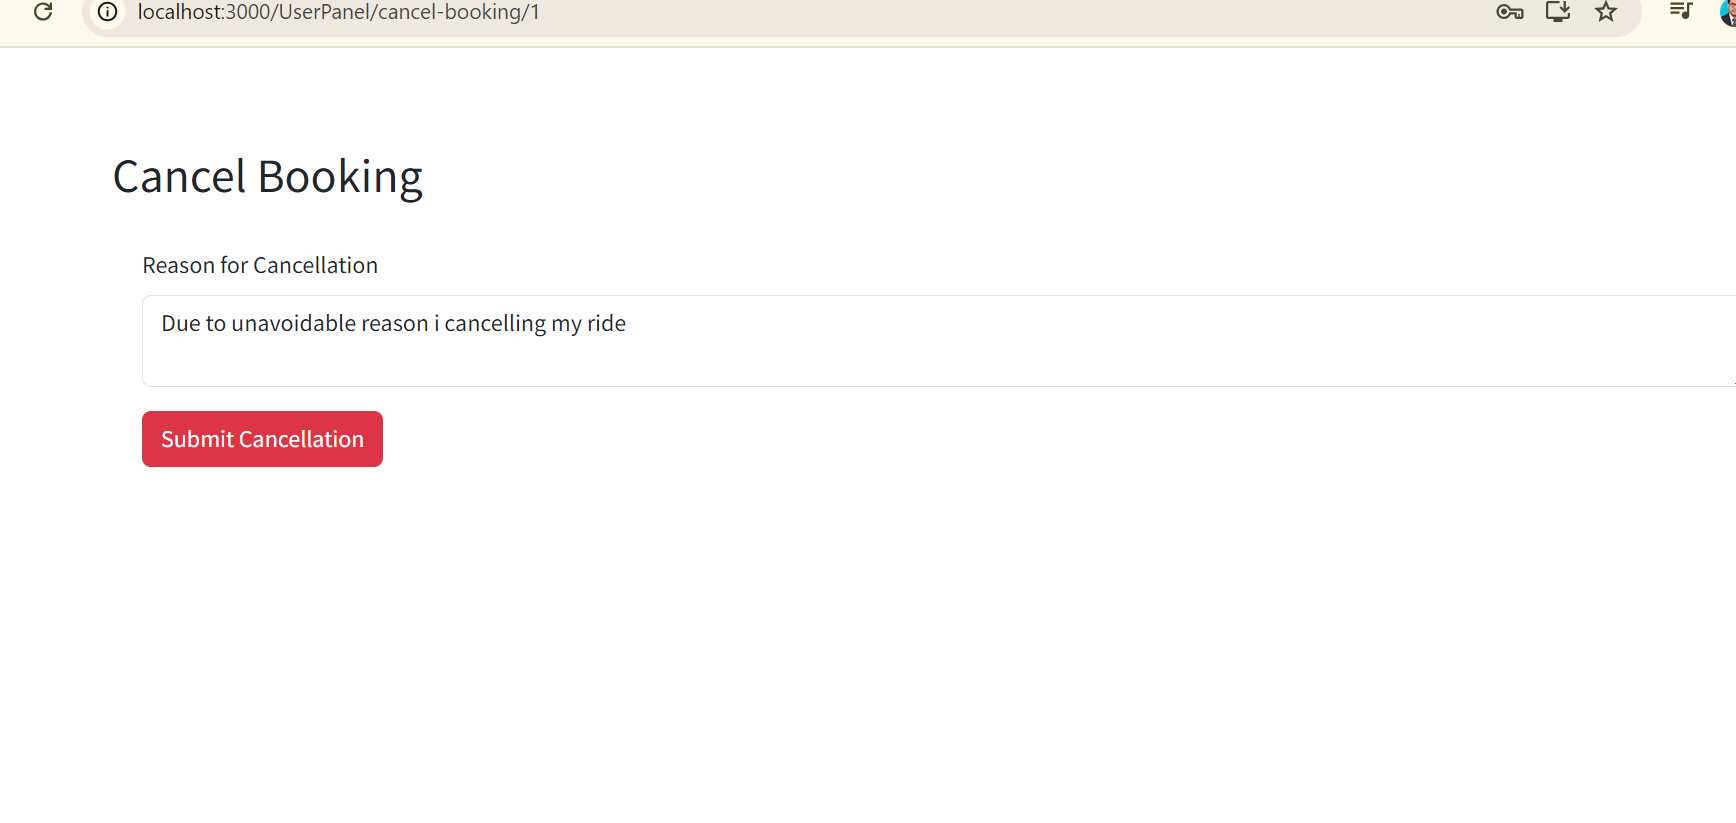 localhost:3000/UserPanel/cancel-booking/1
Cancel Booking
Reason for Cancellation
Due to unavoidable reason i cancelling my ride
Submit Cancellation